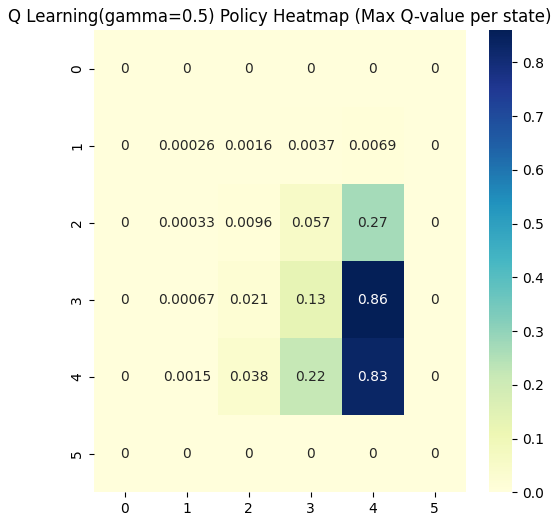 Q Learning(gamma=0.5) Policy Heatmap (Max Q-value per state)
0 0 0 0 0 0 0
1 0 0.00026 0.0016 0.0037 0.0069 0
2 0 0.00033 0.0096 0.057 0.27 0
3 0 0.00067 0.021 0.13 0.86 0
4 0 0.0015 0.038 0.22 0.83 0
5 0 0 0 0 0 0
0 1 2 3 4 5
0.8
0.7
0.6
0.5
0.4
0.3
0.2
0.1
0.0